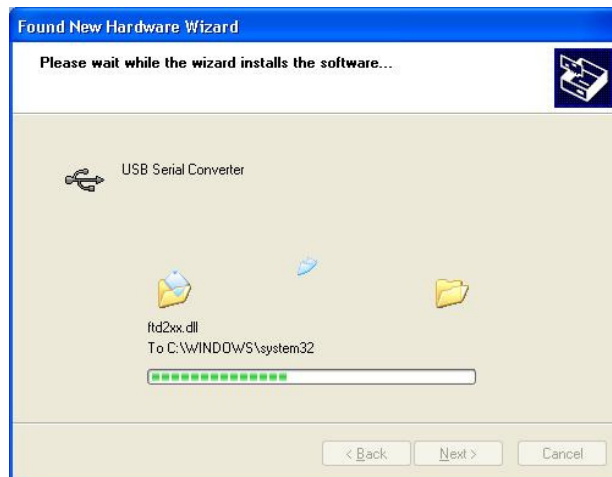 Found New Hardware Wizard
Please wait while the wizard installs the software...
USB Serial Converter
ftd2xx.dll
To C:\WINDOWS\system32
< Back
Next >
Cancel